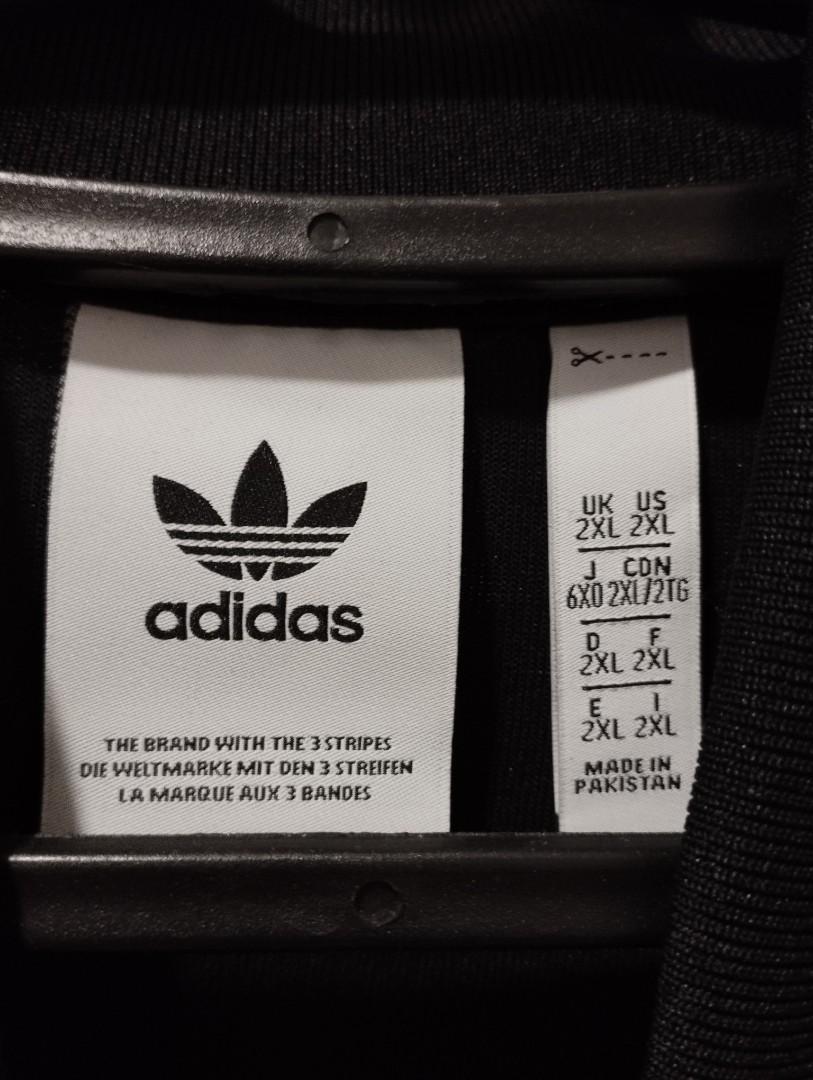 adidas
THE BRAND WITH THE 3 STRIPES
DIE WELTMARKE MIT DEN 3 STREIFEN
LA MARQUE AUX 3 BANDES
UK US
2XL 2XL
J CDN
6XO 2XL/2TG
D F
2XL 2XL
E I
2XL 2XL
MADE IN
PAKISTAN